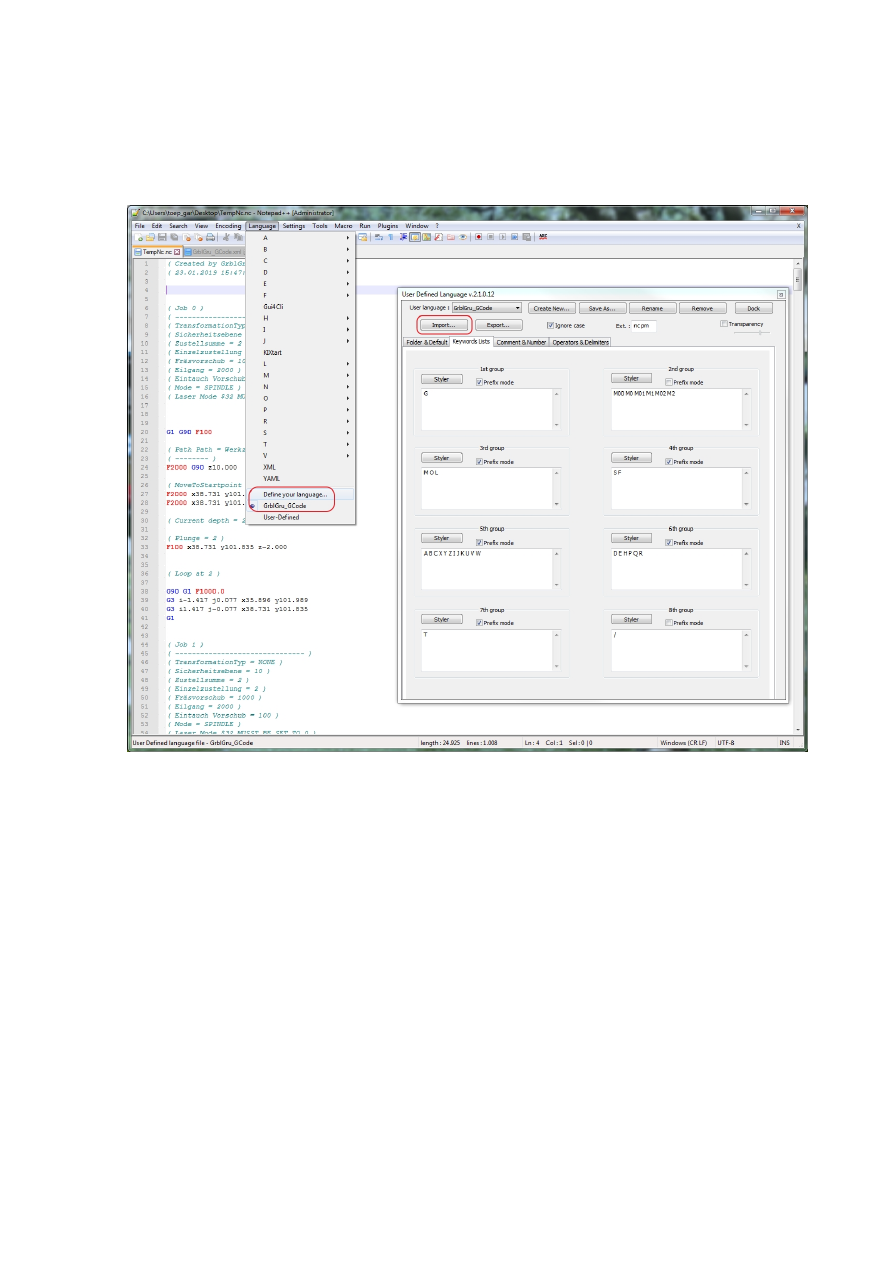 C:\Users\toep_gar\Desktop\TempNc.nc - Notepad++ [Administrator]
File Edit Search View Encoding Language Settings Tools Macro Run Plugins Window ? X
TempNc.nc GrblGru_GCode.xml
1 ( Created by GrblGr
2 ( 23.01.2019 15:47:
3
4
5
6 ( Job 0 )
7 ( -----------------
8 ( TransformationTyp
9 ( Sicherheitsebene
10 ( Zustellsumme = 2
11 ( Einzelzustellung
12 ( Fräsvorschub = 10
13 ( Eilgang = 2000 )
14 ( Eintauch Vorschub
15 ( Mode = SPINDLE )
16 ( Laser Mode $32 MU
17
18
19
20 G1 G90 F100
21
22 ( Path Path = Werkz
23 ( -------- )
24 F2000 G90 z10.000
25
26 ( MoveToStartpoint
27 F2000 x38.731 y101.
28 F2000 x38.731 y101.
29
30 ( Current depth = 2
31
32 ( Plunge = 2 )
33 F100 x38.731 y101.835 z-2.000
34
35
36 ( Loop at 2 )
37
38 G90 G1 F1000.0
39 G3 i-1.417 j0.077 x35.896 y101.989
40 G3 i1.417 j-0.077 x38.731 y101.835
41 G1
42
43
44 ( Job 1 )
45 ( ------------------------------- )
46 ( TransformationTyp = NONE )
47 ( Sicherheitsebene = 10 )
48 ( Zustellsumme = 2 )
49 ( Einzelzustellung = 2 )
50 ( Fräsvorschub = 1000 )
51 ( Eilgang = 2000 )
52 ( Eintauch Vorschub = 100 )
53 ( Mode = SPINDLE )
54 ( Laser Mode $32 MUSST BE SET TO 0 )
A
B
C
D
E
F
Gui4Cli
H
I
J
KIXtart
L
M
N
O
P
R
S
T
V
XML
YAML
Define your language...
GrblGru_GCode
User-Defined
User Defined Language v.2.1.0.12
User language : GrblGru_GCode Create New... Save As... Rename Remove Dock
Import... Export... Ignore case Ext. : nc gm Transparency
Folder & Default Keywords Lists Comment & Number Operators & Delimiters
1st group 2nd group
Styler Prefix mode Styler Prefix mode
G M00 M0 M01 M1 M02 M2
3rd group 4th group
Styler Prefix mode Styler Prefix mode
M O L S F
5th group 6th group
Styler Prefix mode Styler Prefix mode
A B C X Y Z I J K U V W D E H P Q R
7th group 8th group
Styler Prefix mode Styler Prefix mode
T /
User Defined language file - GrblGru_GCode length : 24.925 lines : 1.008 Ln : 4 Col : 1 Sel : 0 | 0 Windows (CR LF) UTF-8 INS